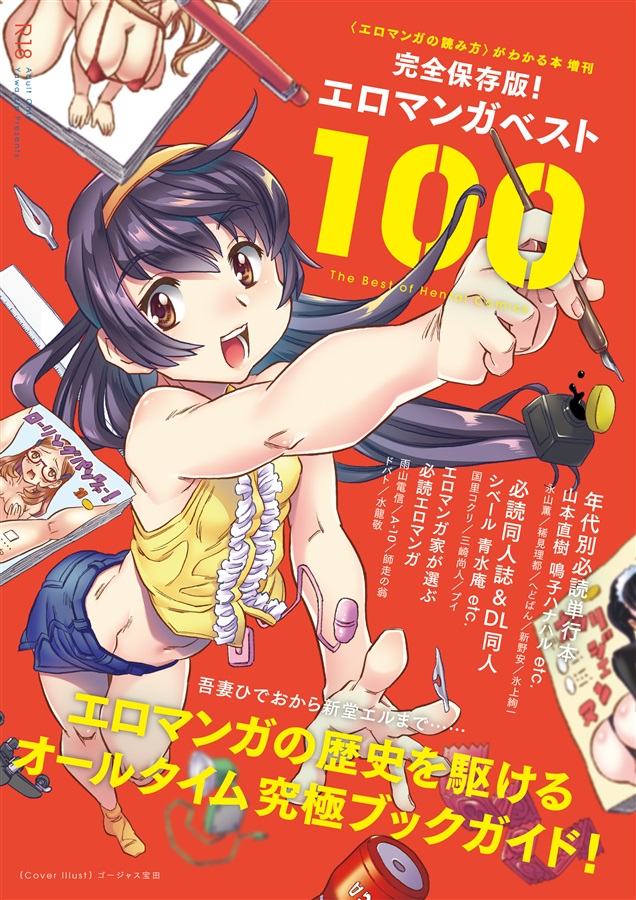 R18
Adult Only
Yawaraka Presents
〈エロマンガの読み方〉がわかる本 増刊
完全保存版！
エロマンガベスト
100
The Best of Hentai Comics
年代別必読単行本
山本直樹 鳴子ハナハル etc.
永山薫／稀見理都／へどばん／新野安／氷上絢一
必読同人誌＆DL同人
シベール 青水庵 etc.
国里コクリ／三崎尚人／ブイ
エロマンガ家が選ぶ
必読エロマンガ
雨山電信／A-10／師走の翁
ドバト／水龍敬
吾妻ひでおから新堂エルまで……
エロマンガの歴史を駆ける
オールタイム究極ブックガイド！
(Cover Illust) ゴージャス宝田